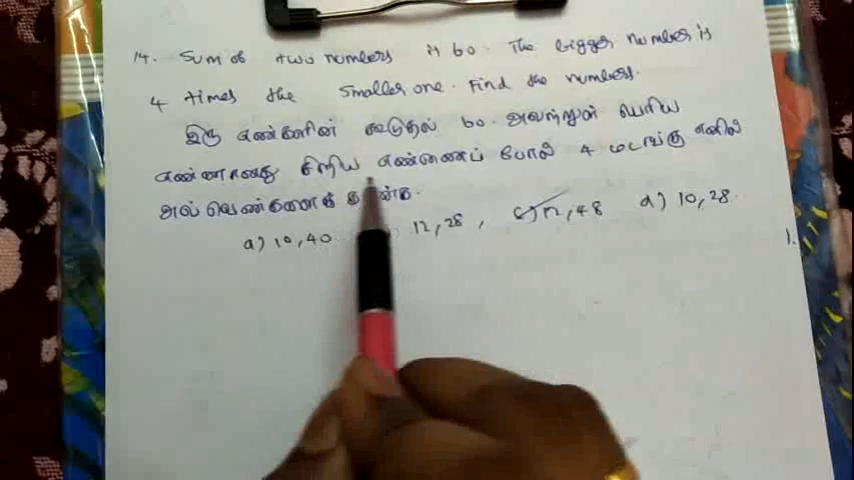 14. Sum of two numbers is 60. The bigger number is
4 times the smaller one. Find the numbers.
இரு எண்களின் கூடுதல் 60. அவற்றுள் பெரிய
எண்ணானது சிறிய எண்ணைப் போல் 4 மடங்கு எனில்
அவ் வெண்களைக்
a) 10, 40 12, 28, c) 12, 48 d) 10, 28.
1.